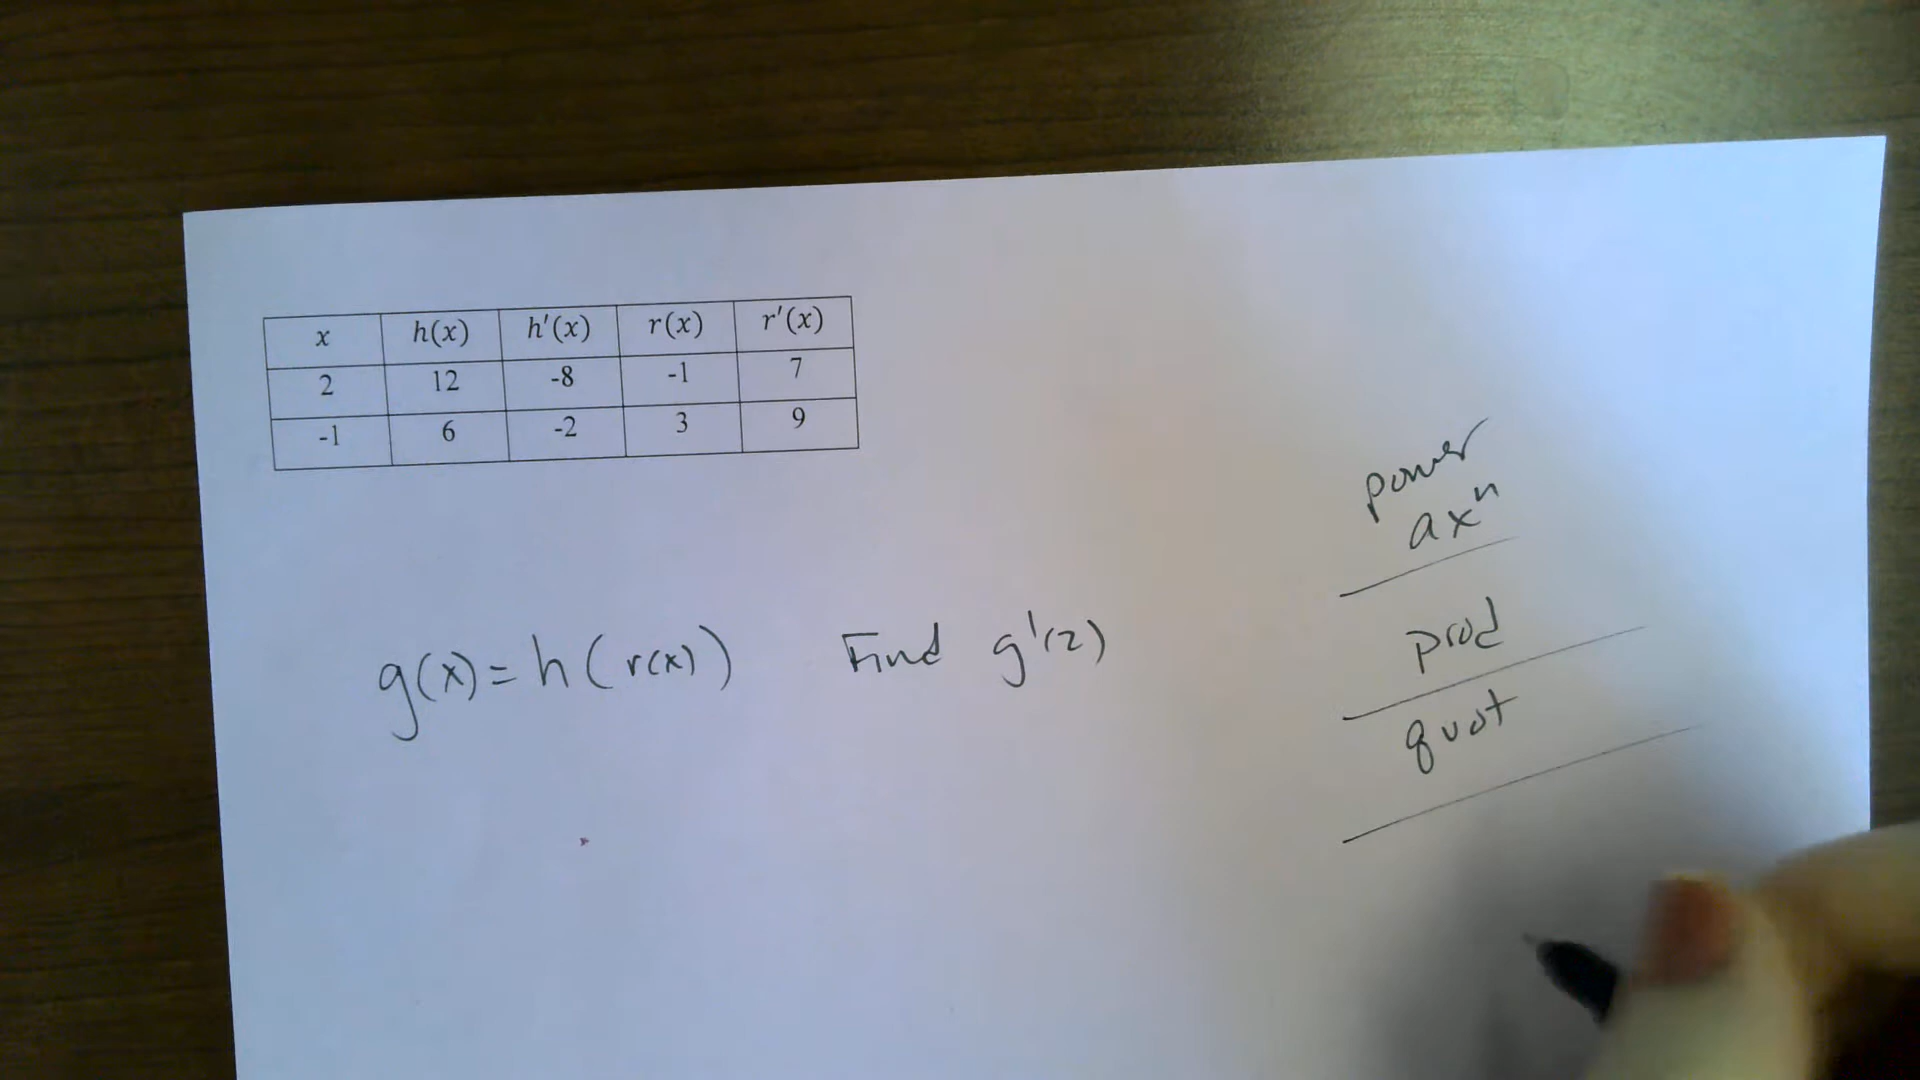 x h(x) h'(x) r(x) r'(x)
2 12 -8 -1 7
-1 6 -2 3 9
power
ax^n
prod
g(x) = h(r(x)) Find g'(2)
quot